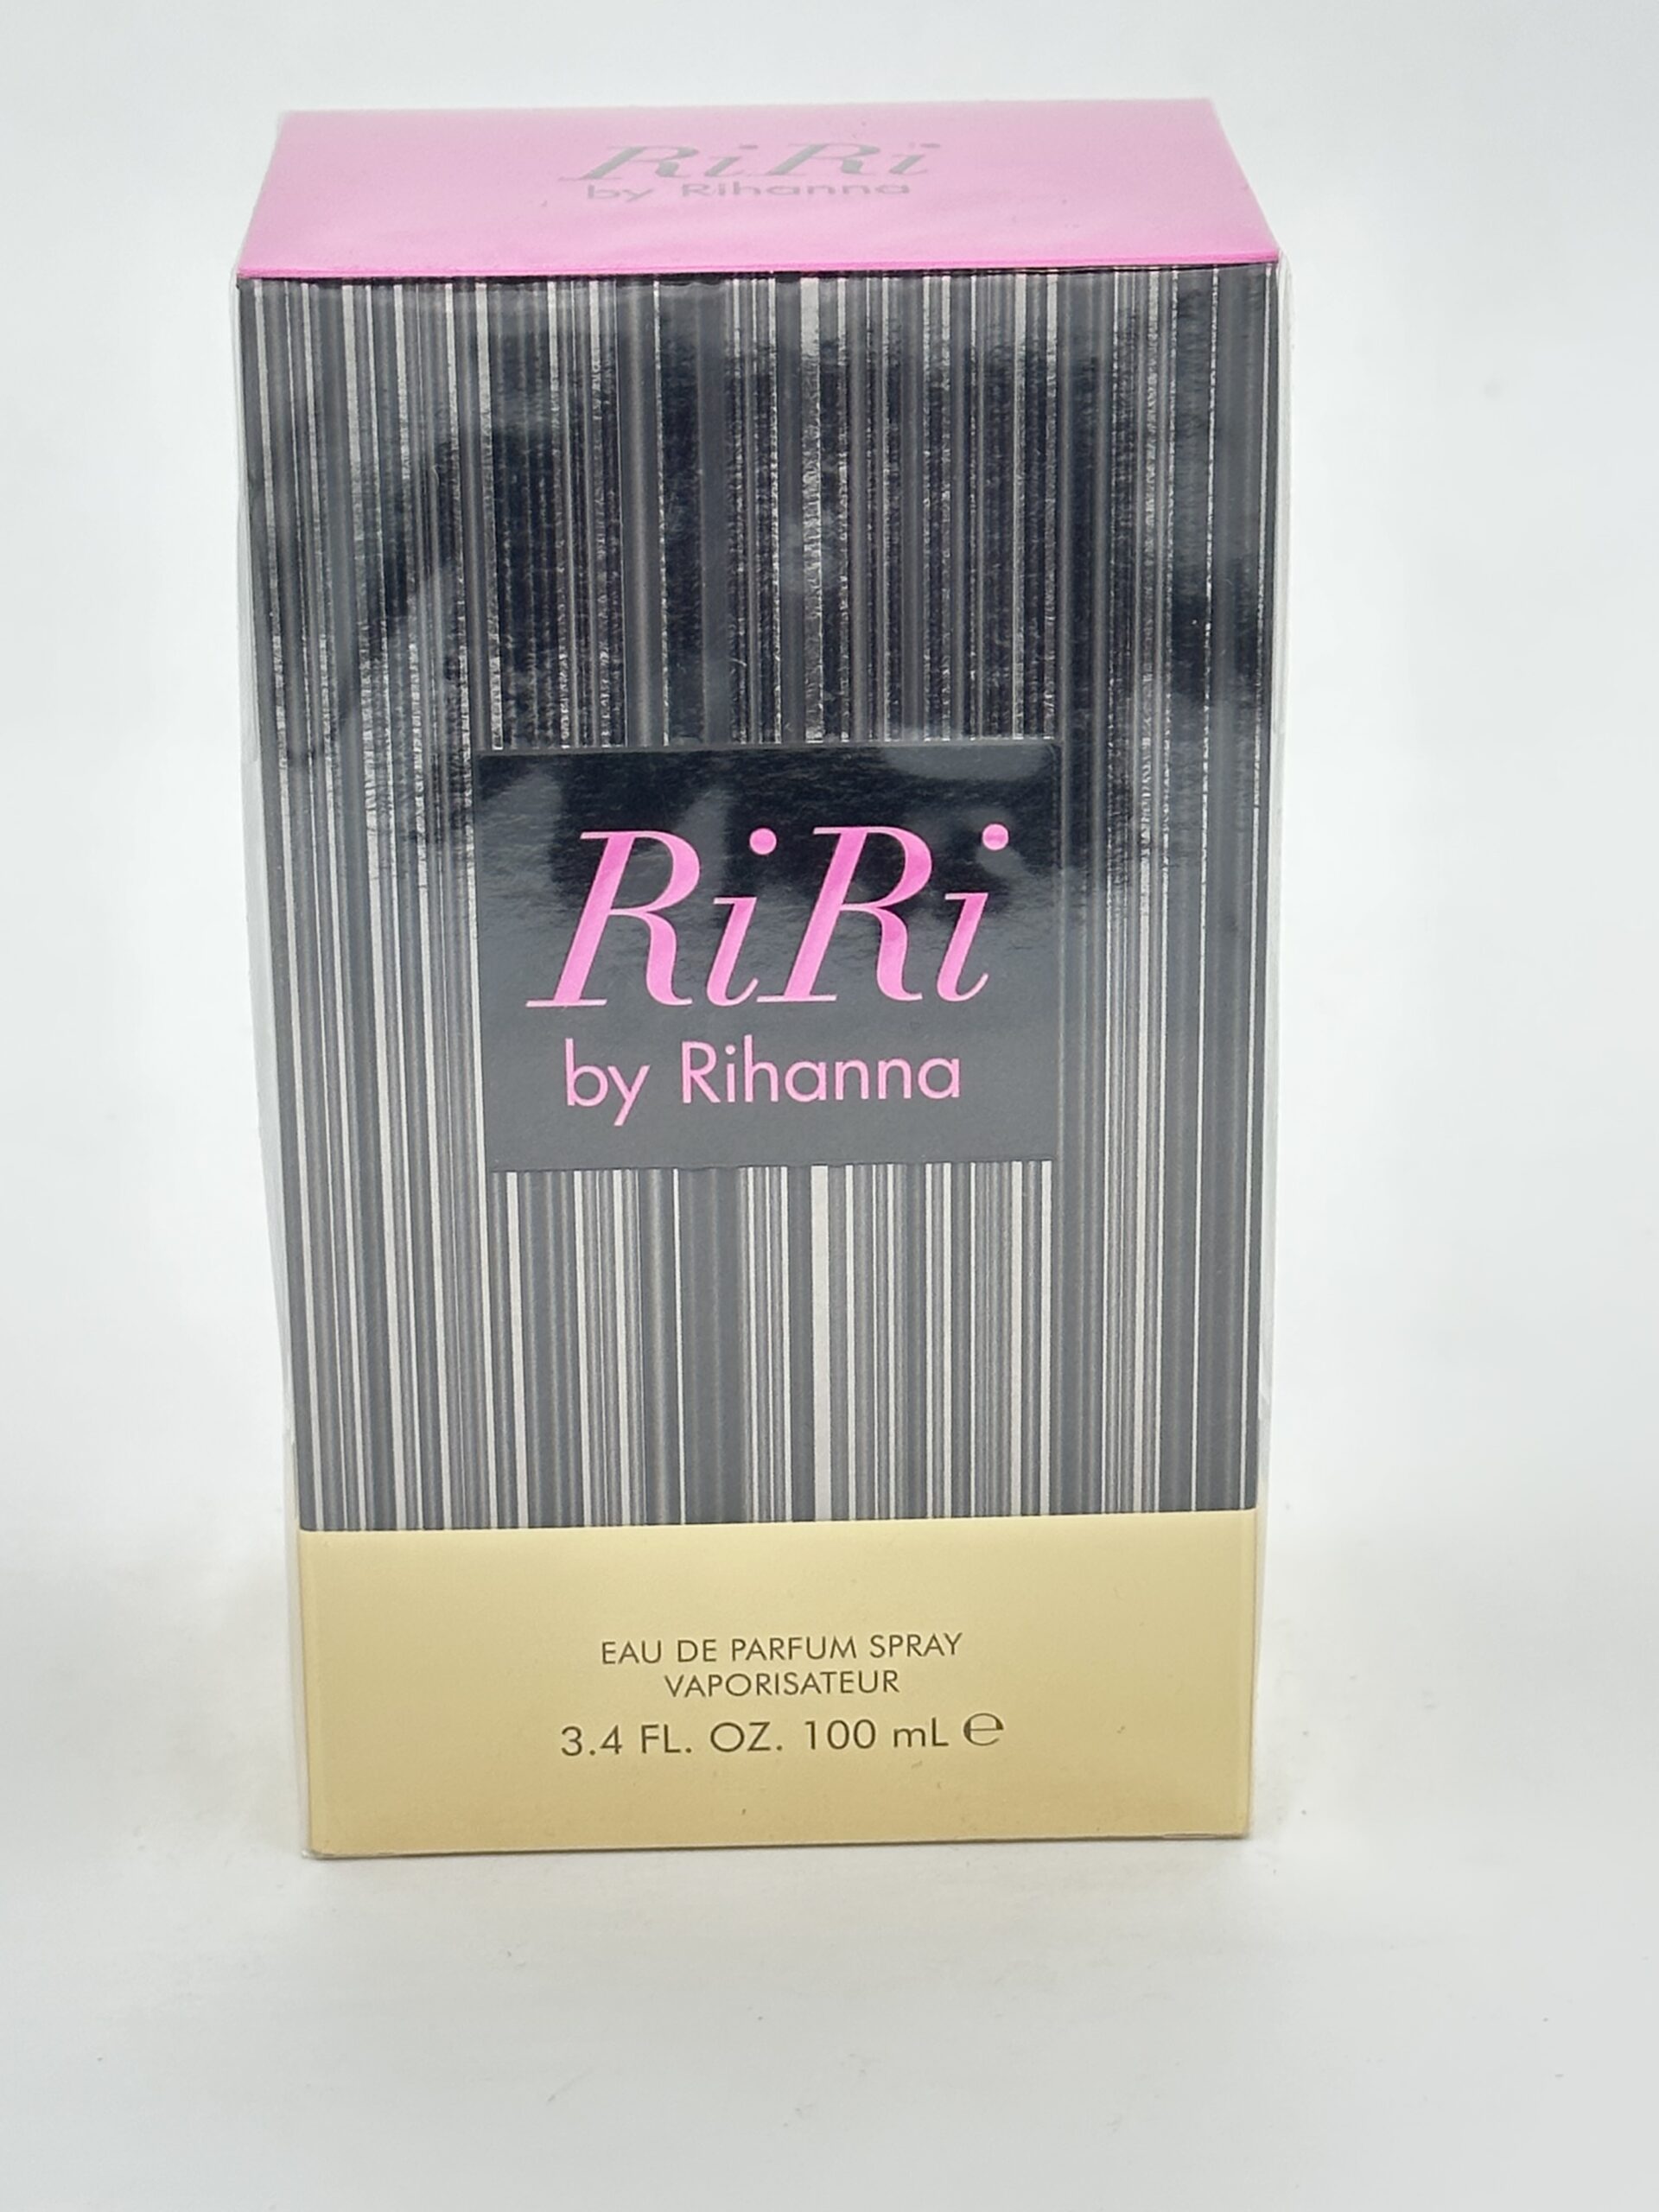 RiRi
by Rihanna
RiRi
by Rihanna
EAU DE PARFUM SPRAY
VAPORISATEUR
3.4 FL. OZ. 100 mL ℮